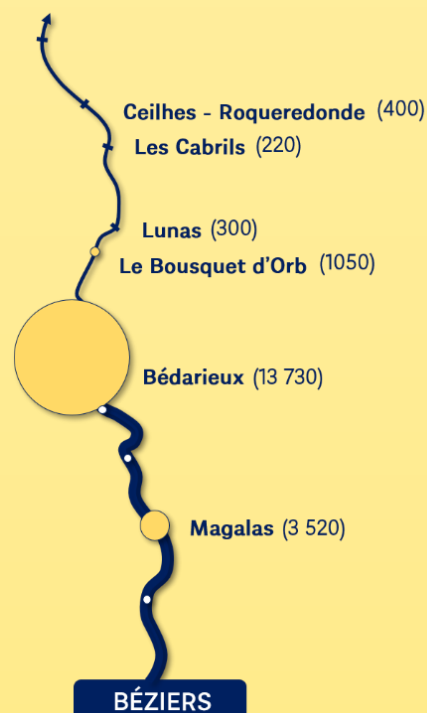 Ceilhes - Roqueredonde (400)
Les Cabrils (220)
Lunas (300)
Le Bousquet d'Orb (1050)
Bédarieux (13 730)
Magalas (3 520)
BÉZIERS